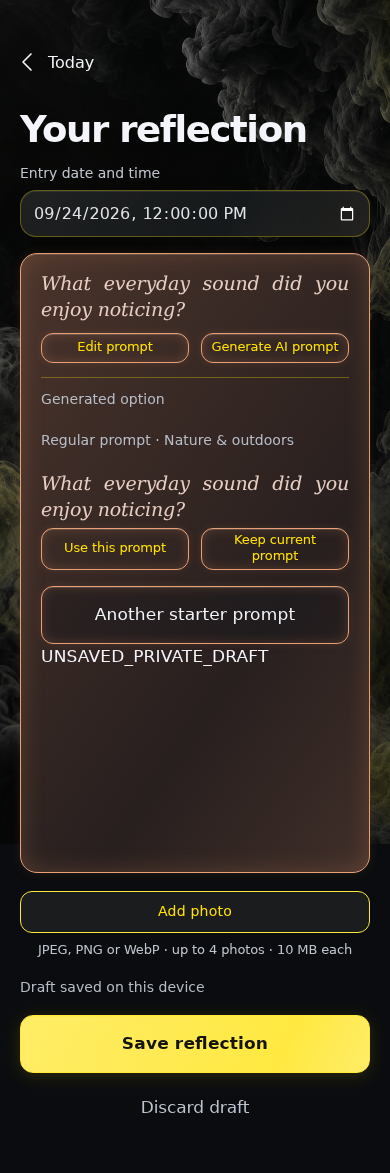 Today
Your reflection
Entry date and time
09/24/2026, 12:00:00 PM
What everyday sound did you
enjoy noticing?
Edit prompt
Generate AI prompt
Generated option
Regular prompt · Nature & outdoors
What everyday sound did you
enjoy noticing?
Use this prompt
Keep current
prompt
Another starter prompt
UNSAVED_PRIVATE_DRAFT
Add photo
JPEG, PNG or WebP · up to 4 photos · 10 MB each
Draft saved on this device
Save reflection
Discard draft